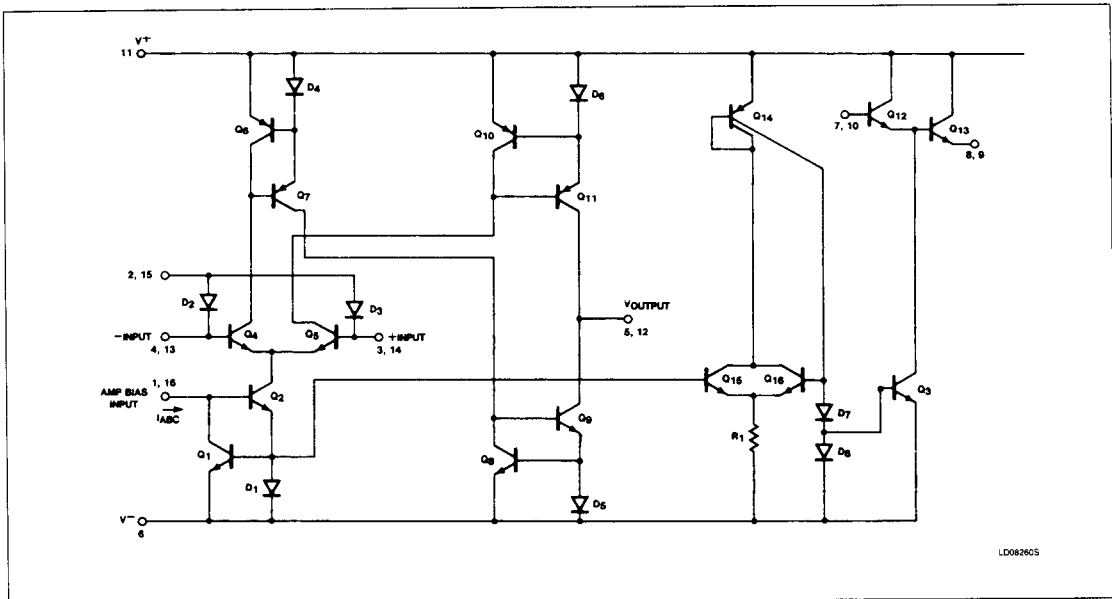 V+
11
D4
D6
Q6
Q10
Q14
Q12
7, 10
Q13
8, 9
Q7
Q11
2, 15
D2
D3
VOUTPUT
5, 12
−INPUT
4, 13
Q4
Q5
+INPUT
3, 14
1, 16
AMP BIAS
INPUT
IABC
Q2
Q15
Q16
Q3
D7
Q9
R1
Q1
Q8
D8
D1
D5
V−
6
LD08260S